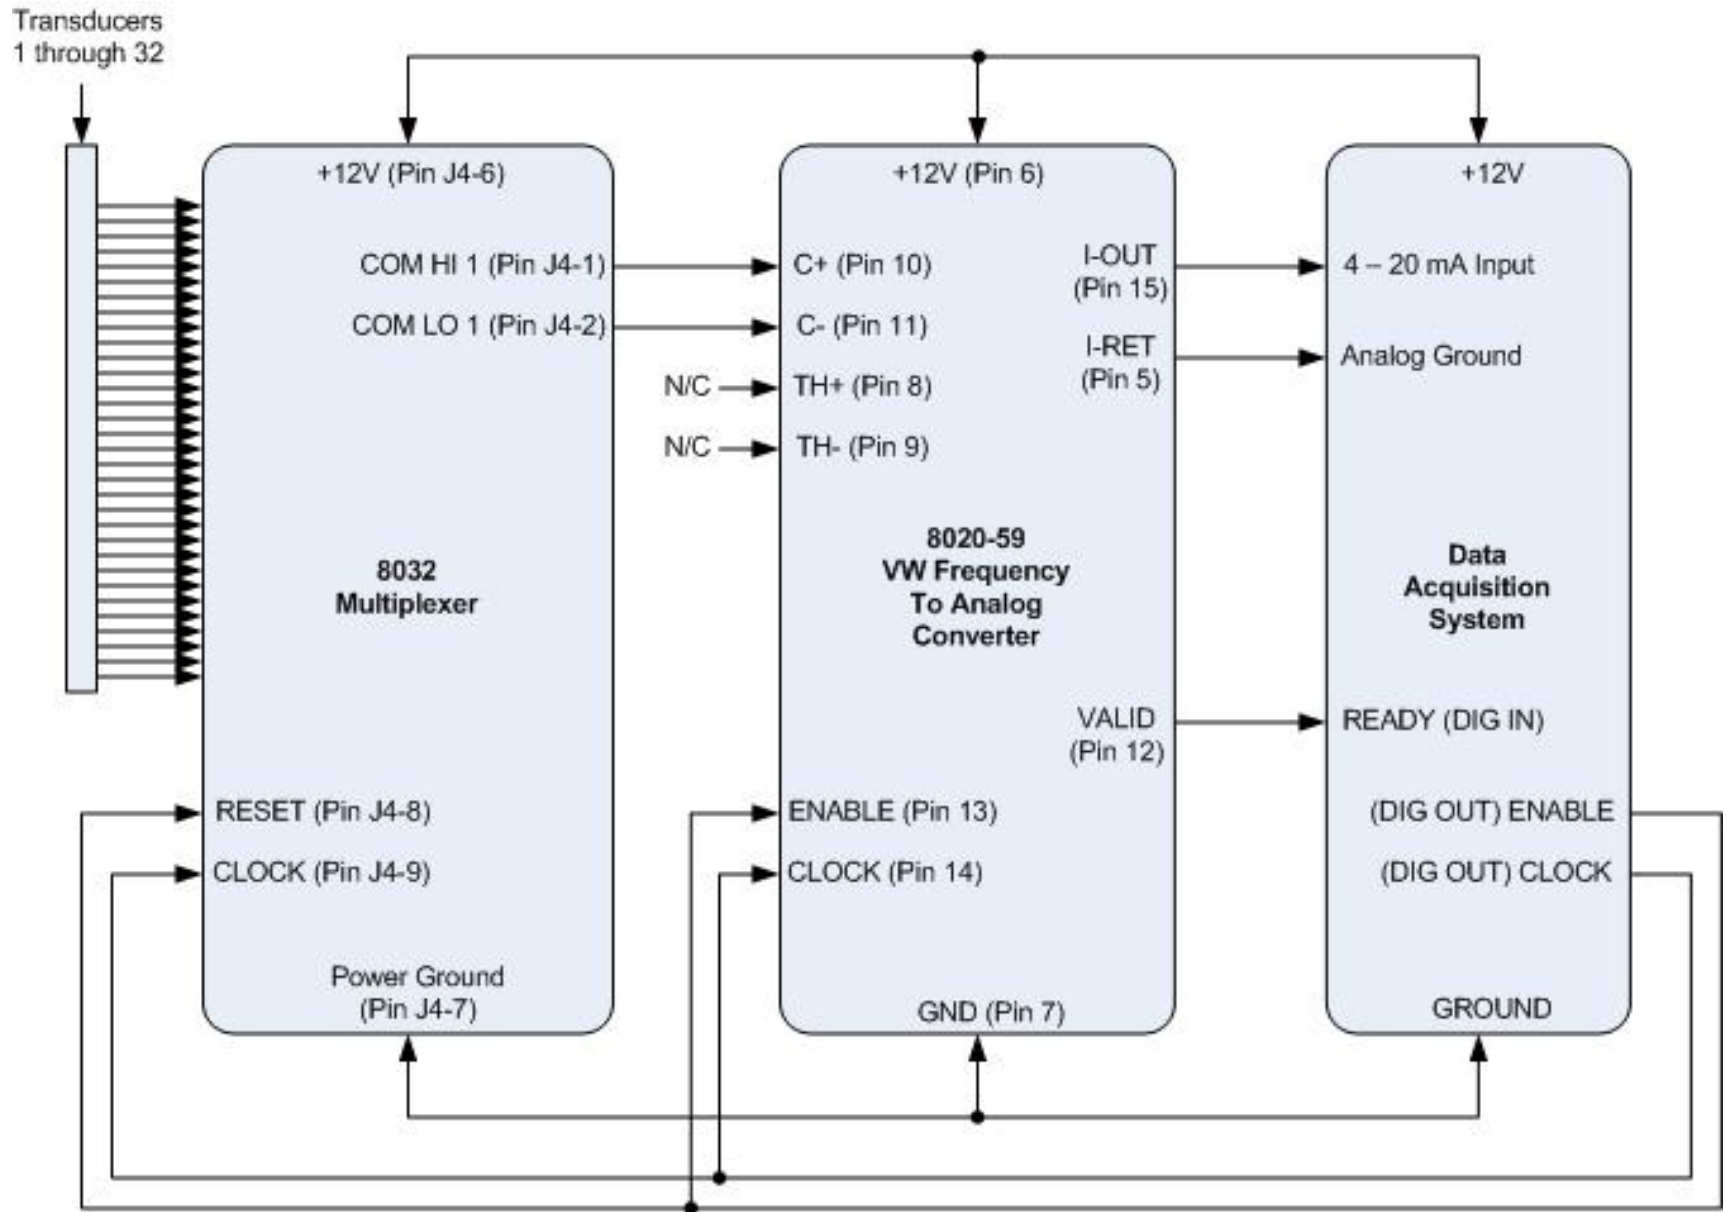 Transducers
1 through 32
+12V (Pin J4-6)
COM HI 1 (Pin J4-1)
COM LO 1 (Pin J4-2)
8032
Multiplexer
RESET (Pin J4-8)
CLOCK (Pin J4-9)
Power Ground
(Pin J4-7)
+12V (Pin 6)
C+ (Pin 10)
C- (Pin 11)
N/C
TH+ (Pin 8)
N/C
TH- (Pin 9)
I-OUT
(Pin 15)
I-RET
(Pin 5)
8020-59
VW Frequency
To Analog
Converter
VALID
(Pin 12)
ENABLE (Pin 13)
CLOCK (Pin 14)
GND (Pin 7)
+12V
4 – 20 mA Input
Analog Ground
Data
Acquisition
System
READY (DIG IN)
(DIG OUT) ENABLE
(DIG OUT) CLOCK
GROUND